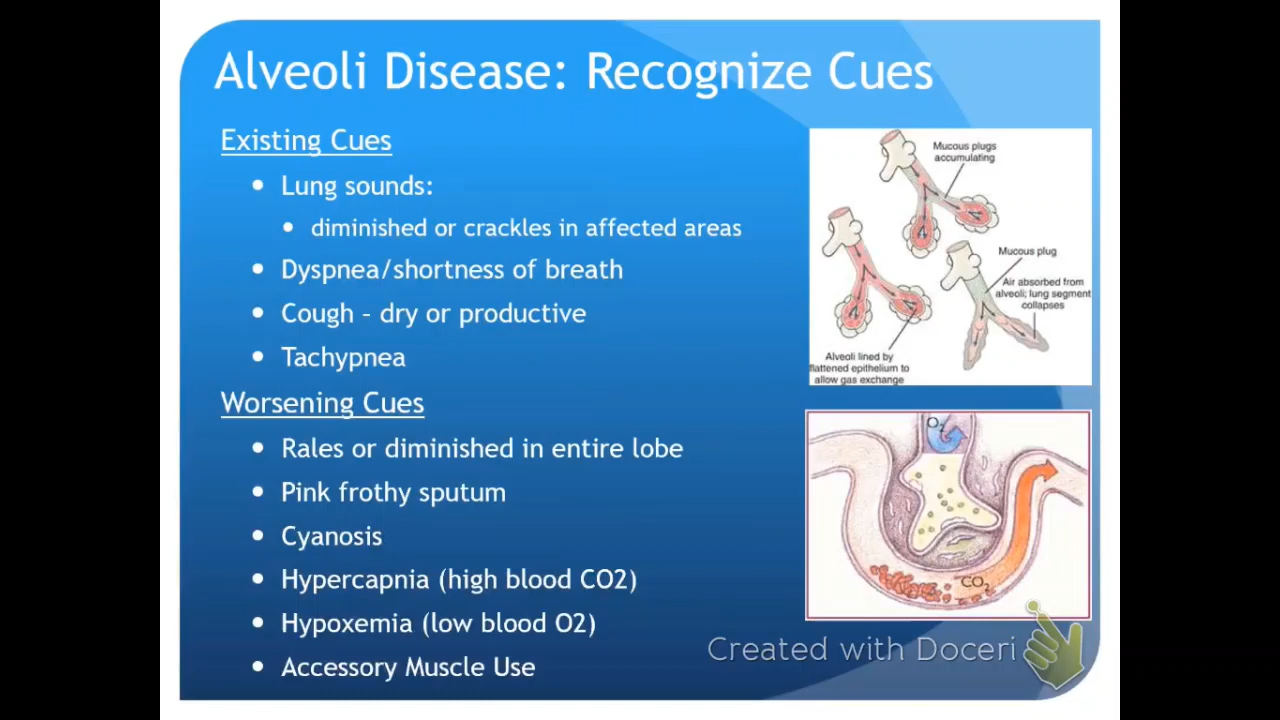 Alveoli Disease: Recognize Cues
Existing Cues
• Lung sounds:
• diminished or crackles in affected areas
• Dyspnea/shortness of breath
• Cough – dry or productive
• Tachypnea
Worsening Cues
• Rales or diminished in entire lobe
• Pink frothy sputum
• Cyanosis
• Hypercapnia (high blood CO2)
• Hypoxemia (low blood O2)
• Accessory Muscle Use
Mucous plugs
accumulating
Mucous plug
Air absorbed from
alveoli; lung segment
collapses
Alveoli lined by
flattened epithelium to
allow gas exchange
O2
CO2
Created with Doceri